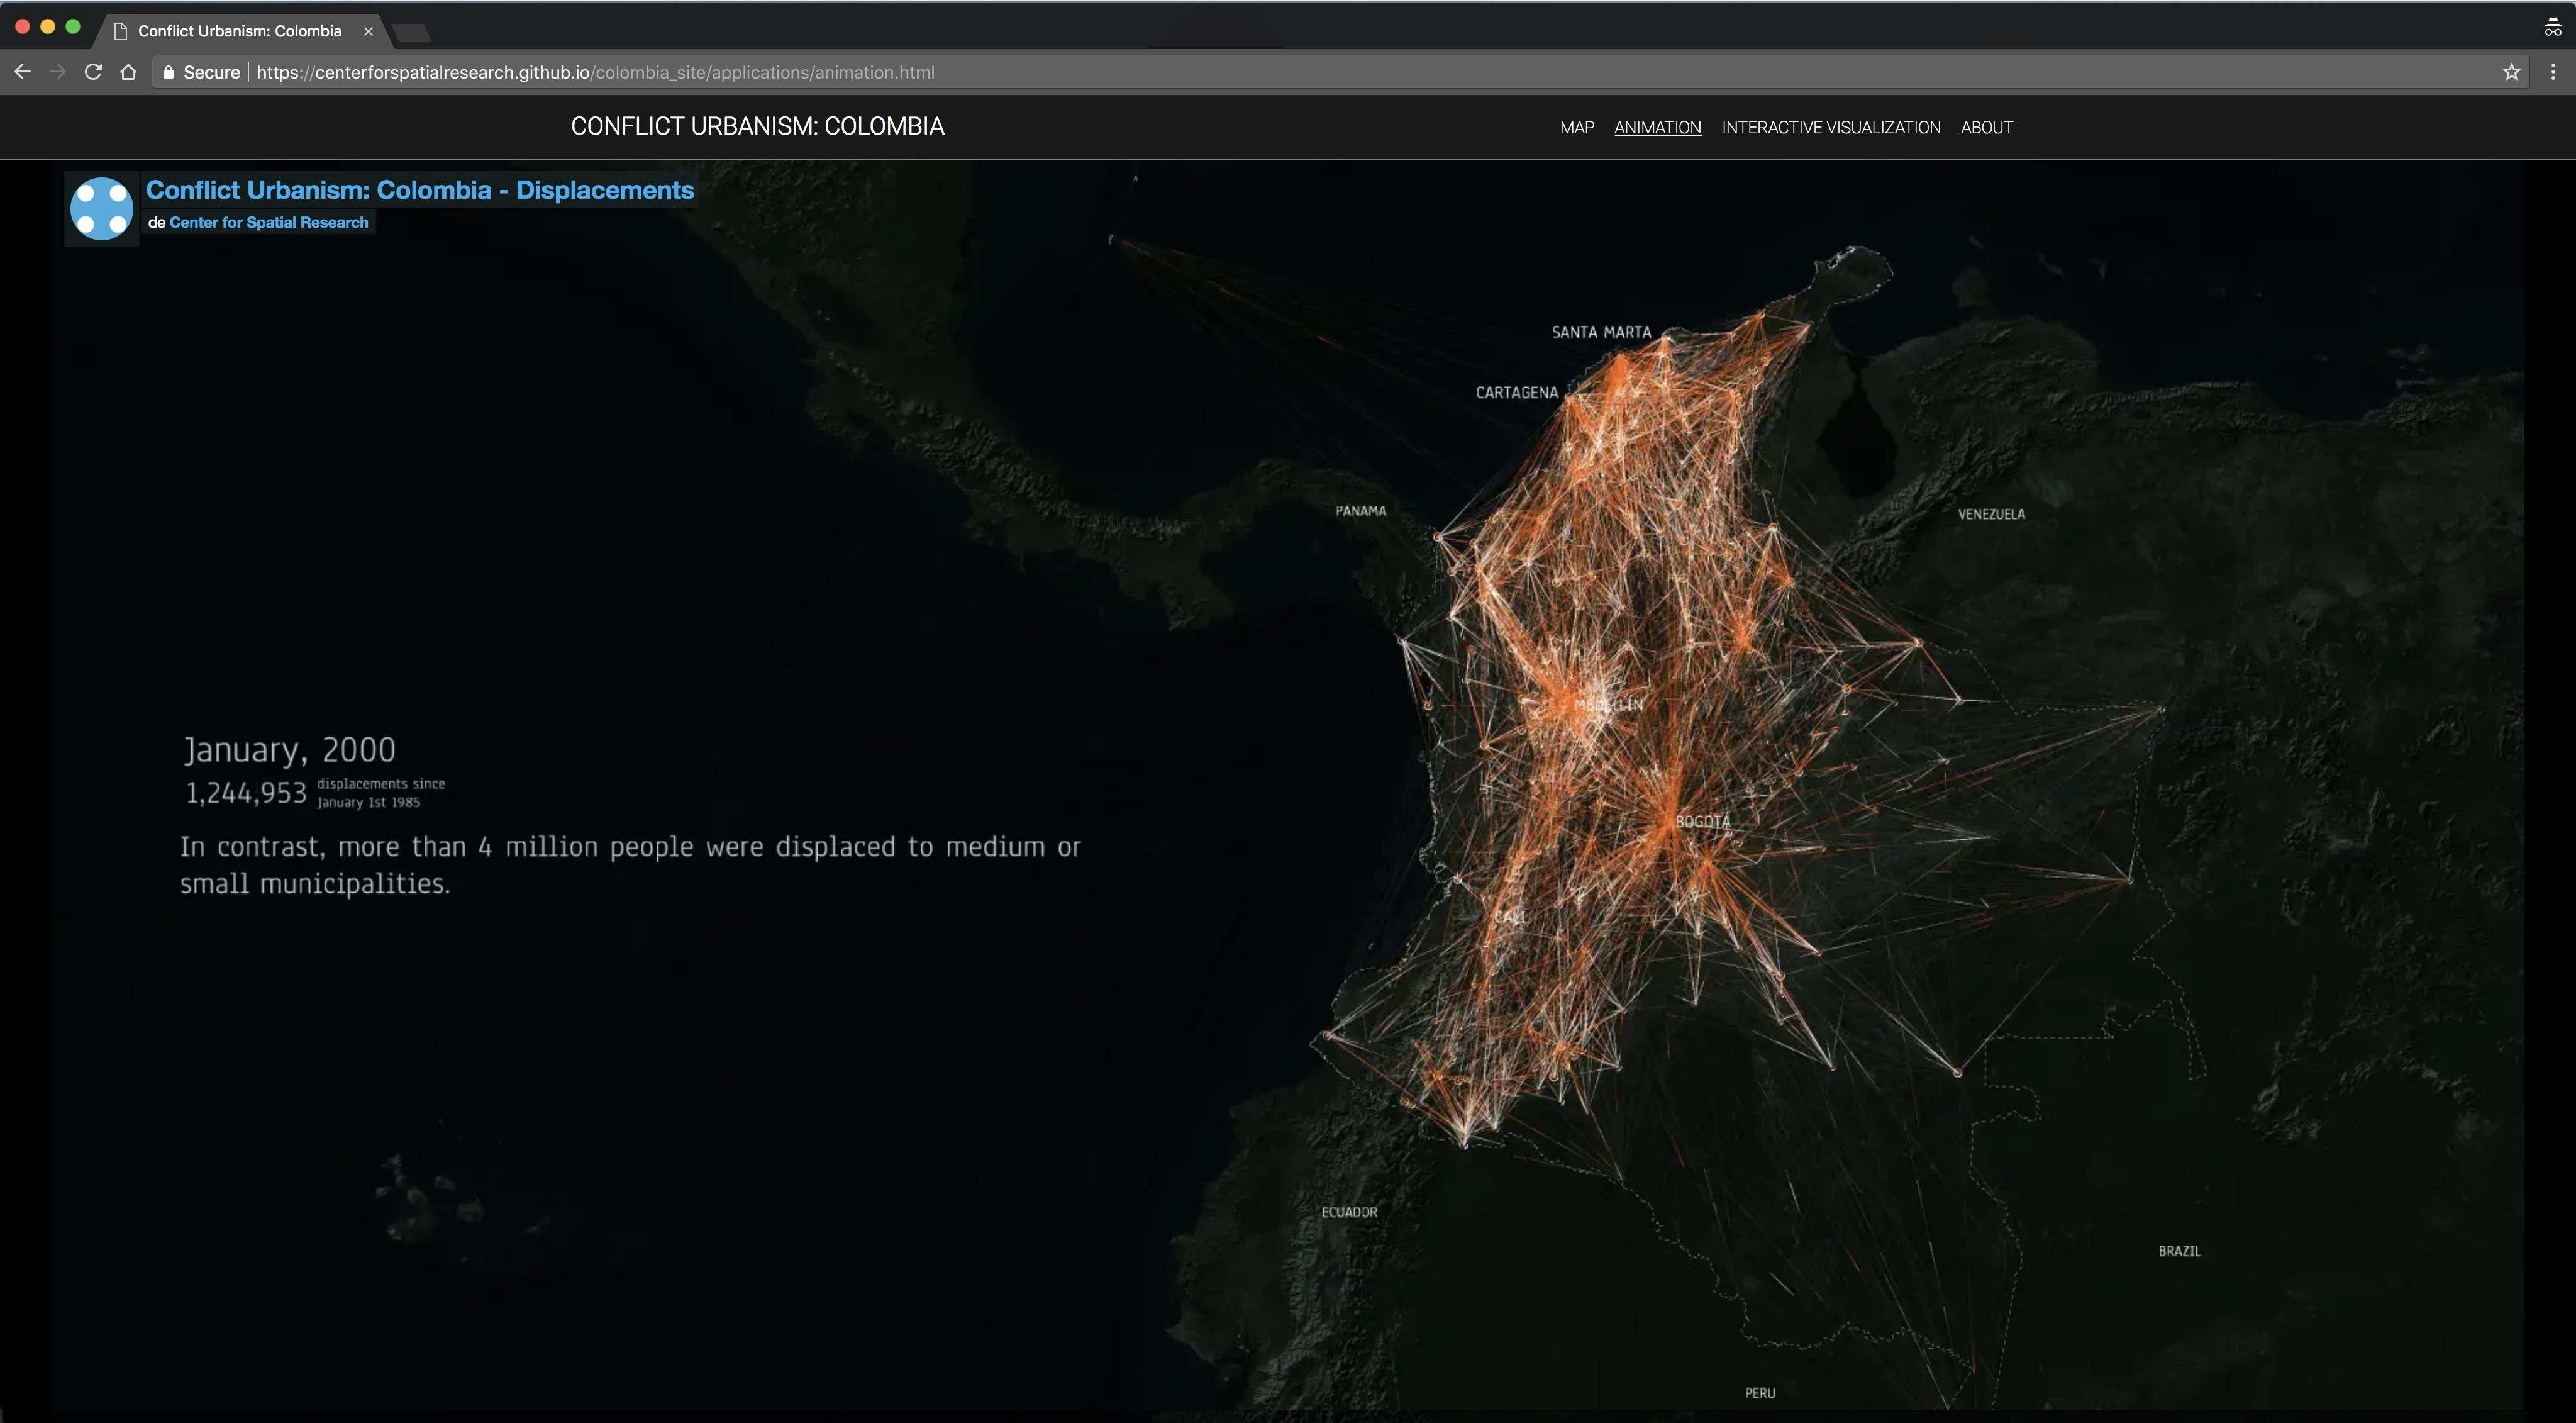 Conflict Urbanism: Colombia
Secure https://centerforspatialresearch.github.io/colombia_site/applications/animation.html
CONFLICT URBANISM: COLOMBIA MAP ANIMATION INTERACTIVE VISUALIZATION ABOUT
Conflict Urbanism: Colombia - Displacements
de Center for Spatial Research
SANTA MARTA
CARTAGENA
PANAMA
VENEZUELA
MEDELLIN
January, 2000
1,244,953 displacements since
January 1st 1985
BOGOTÁ
In contrast, more than 4 million people were displaced to medium or
small municipalities.
CALI
ECUADOR
BRAZIL
PERU